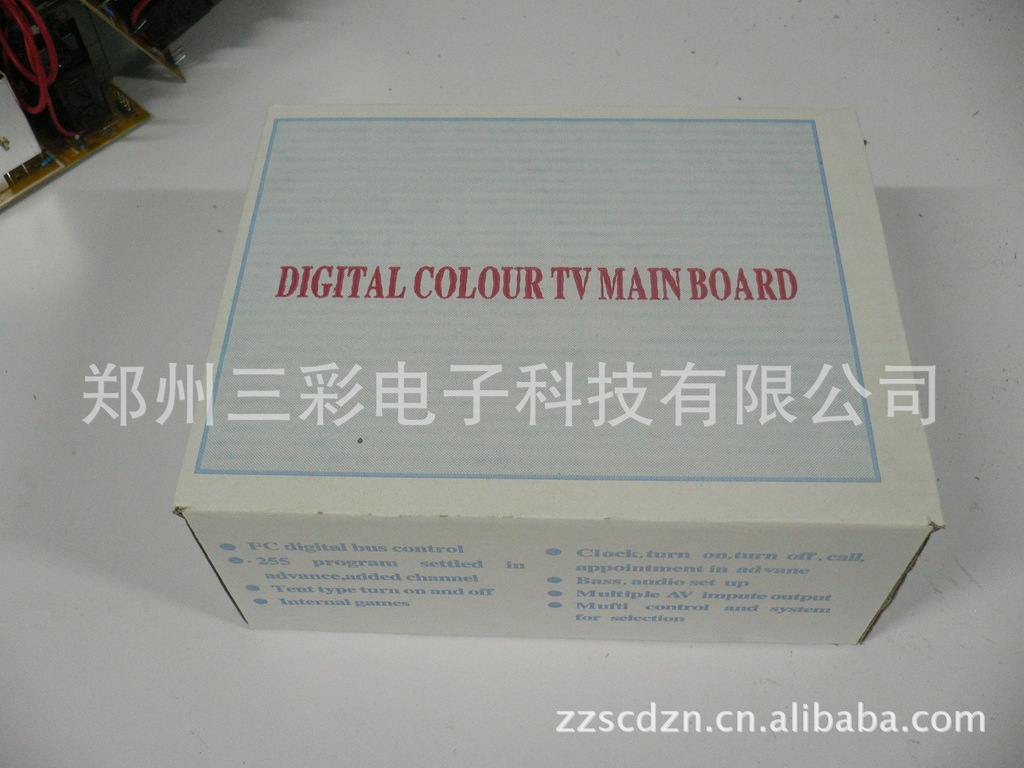 DIGITAL COLOUR TV MAIN BOARD
郑州三彩电子科技有限公司
I²C digital bus control
255 program settled in
advance,added channel
Tent type turn on and off
Internal games
Clock,turn on,turn off,call,
appointment in advane
Bass, audio set up
Multiple AV impute output
Mufti control and system
for selection
zzscdzn.cn.alibaba.com